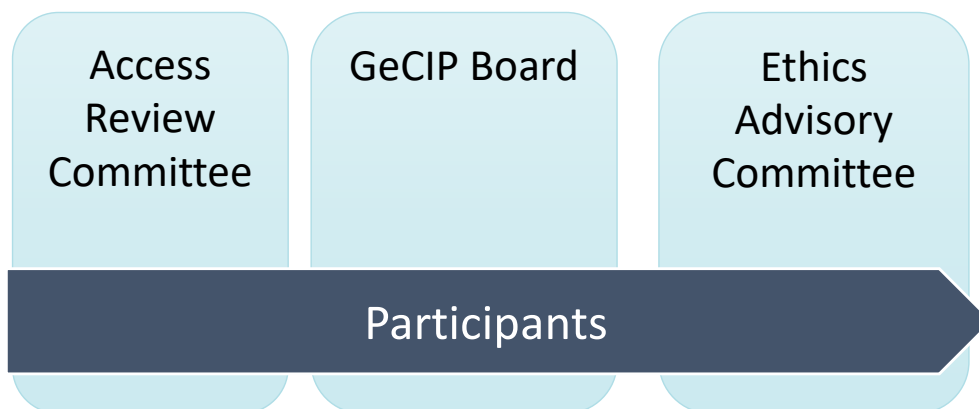 Access
Review
Committee
GeCIP Board
Ethics
Advisory
Committee
Participants